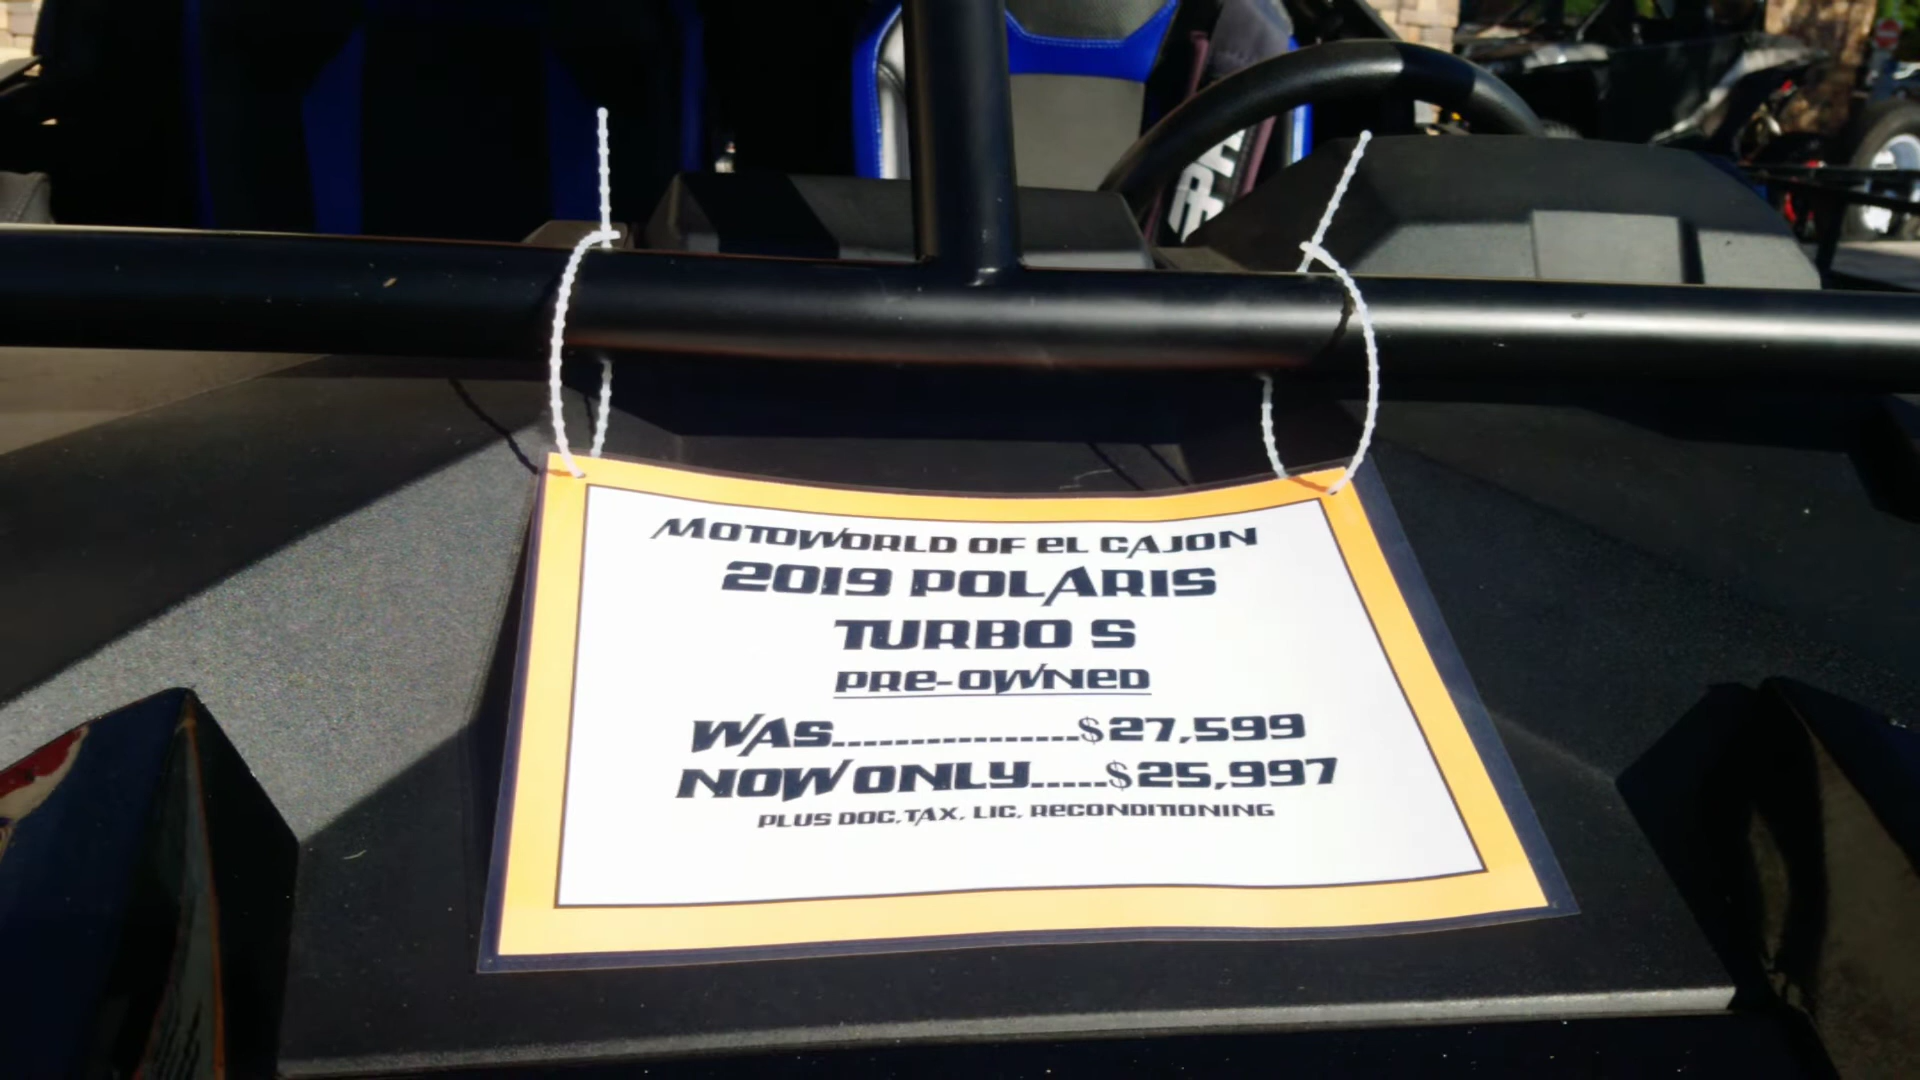 MOTOWORLD OF EL CAJON
2019 POLARIS
TURBO S
PRE-OWNED
WAS.................$27,599
NOW ONLY.....$25,997
PLUS DOC, TAX, LIC, RECONDITIONING